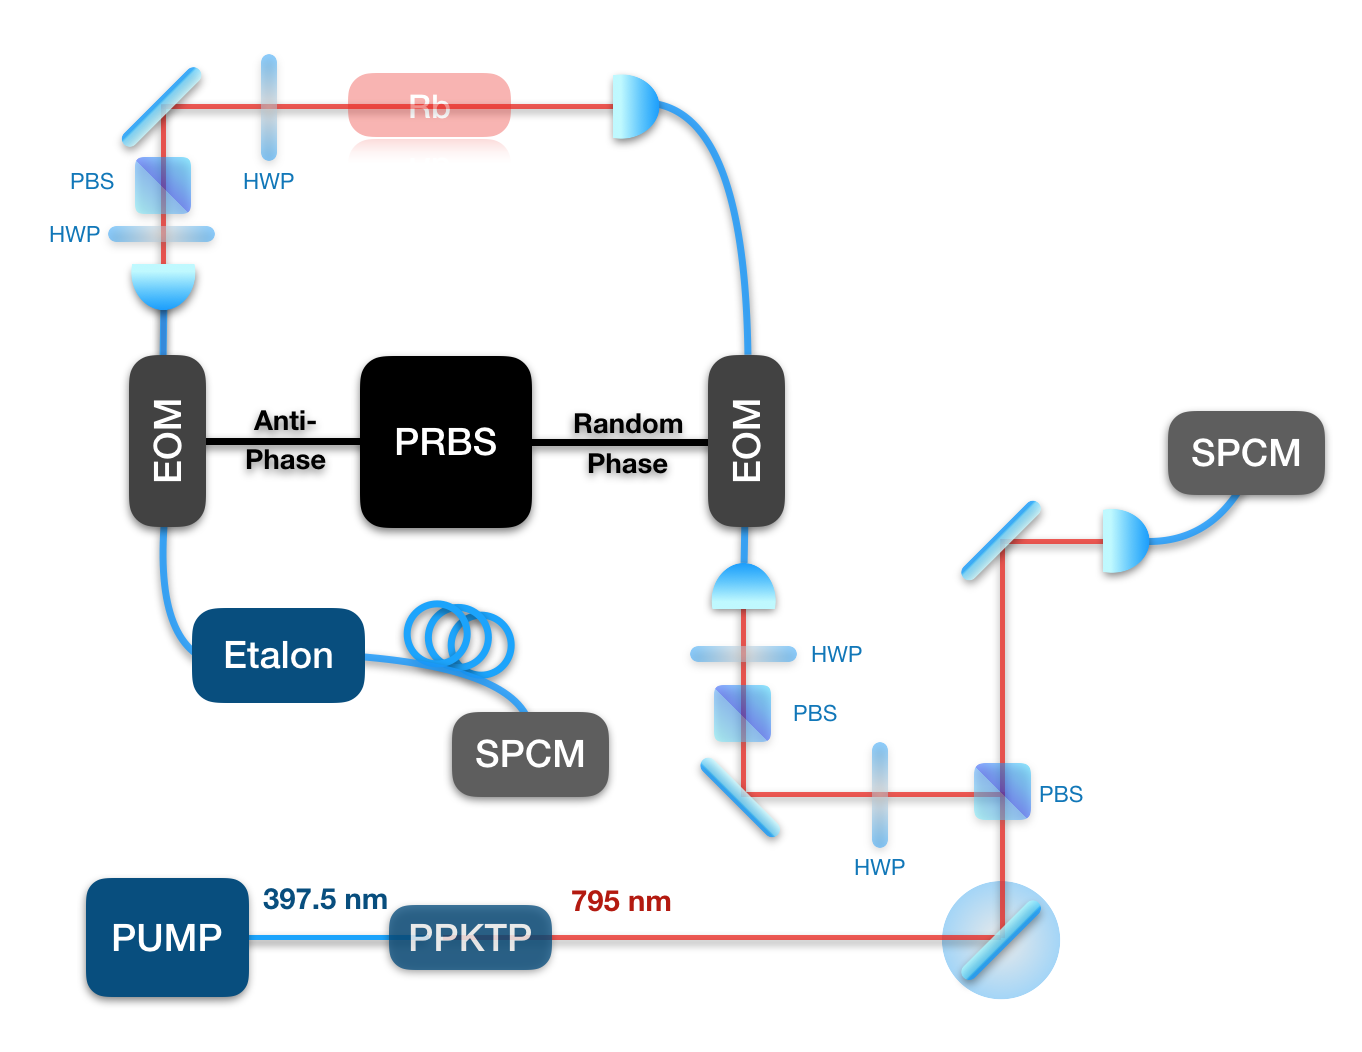 Rb
PBS
HWP
HWP
EOM
Anti-
Phase
PRBS
Random
Phase
EOM
SPCM
Etalon
HWP
PBS
SPCM
PBS
HWP
PUMP
397.5 nm
PPKTP
795 nm